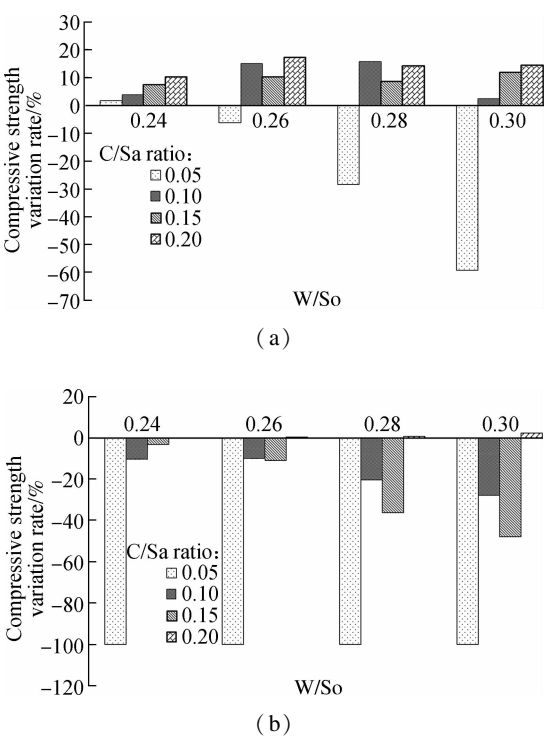 30
20
10
0
-10
-20
-30
-40
-50
-60
-70
Compressive strength
variation rate/%
0.24 0.26 0.28 0.30
C/Sa ratio:
0.05
0.10
0.15
0.20
W/So
(a)
20
0
-20
-40
-60
-80
-100
-120
Compressive strength
variation rate/%
0.24 0.26 0.28 0.30
C/Sa ratio:
0.05
0.10
0.15
0.20
W/So
(b)